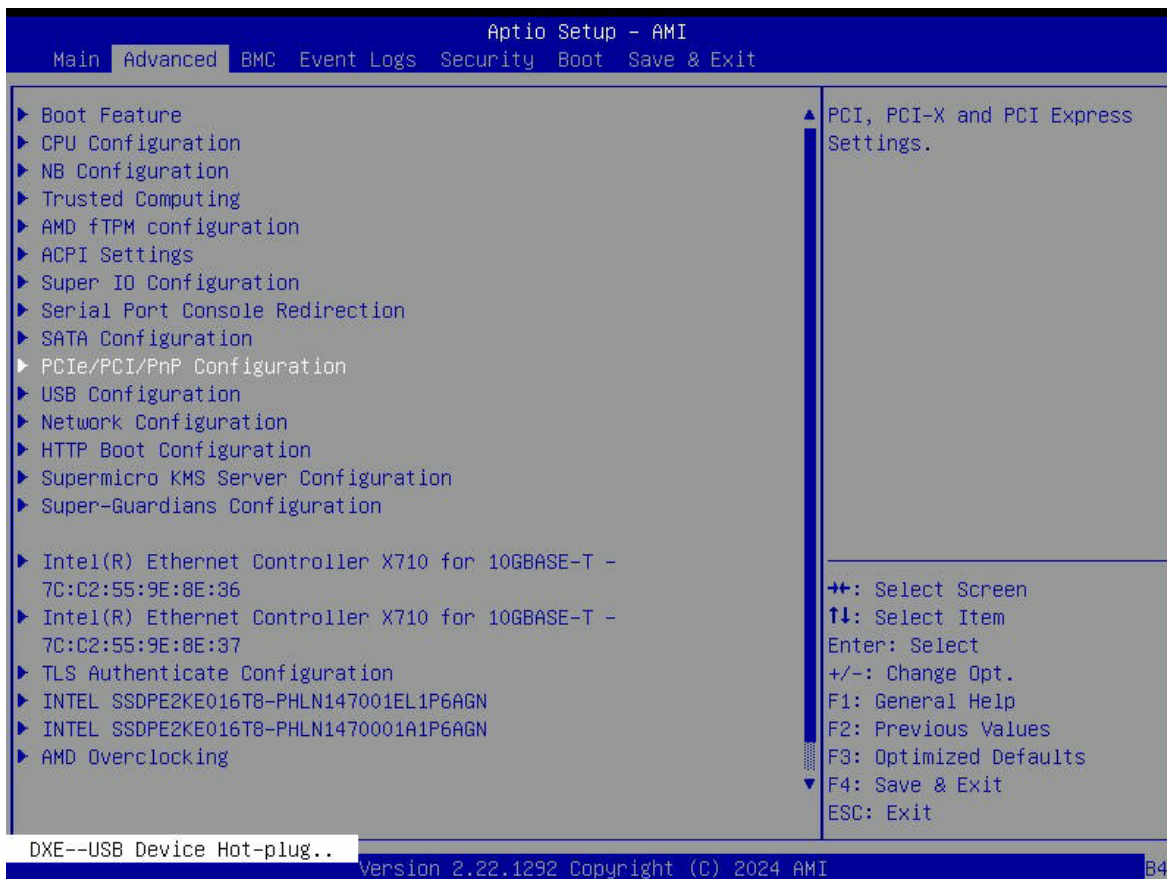 Aptio Setup – AMI
Main Advanced BMC Event Logs Security Boot Save & Exit
▶ Boot Feature
▶ CPU Configuration
▶ NB Configuration
▶ Trusted Computing
▶ AMD fTPM configuration
▶ ACPI Settings
▶ Super IO Configuration
▶ Serial Port Console Redirection
▶ SATA Configuration
▶ PCIe/PCI/PnP Configuration
▶ USB Configuration
▶ Network Configuration
▶ HTTP Boot Configuration
▶ Supermicro KMS Server Configuration
▶ Super-Guardians Configuration
▶ Intel(R) Ethernet Controller X710 for 10GBASE-T –
7C:C2:55:9E:8E:36
▶ Intel(R) Ethernet Controller X710 for 10GBASE-T –
7C:C2:55:9E:8E:37
▶ TLS Authenticate Configuration
▶ INTEL SSDPE2KE016T8-PHLN147001EL1P6AGN
▶ INTEL SSDPE2KE016T8-PHLN1470001A1P6AGN
▶ AMD Overclocking
PCI, PCI-X and PCI Express
Settings.
→←: Select Screen
↑↓: Select Item
Enter: Select
+/-: Change Opt.
F1: General Help
F2: Previous Values
F3: Optimized Defaults
F4: Save & Exit
ESC: Exit
DXE--USB Device Hot-plug..
Version 2.22.1292 Copyright (C) 2024 AMI
B4